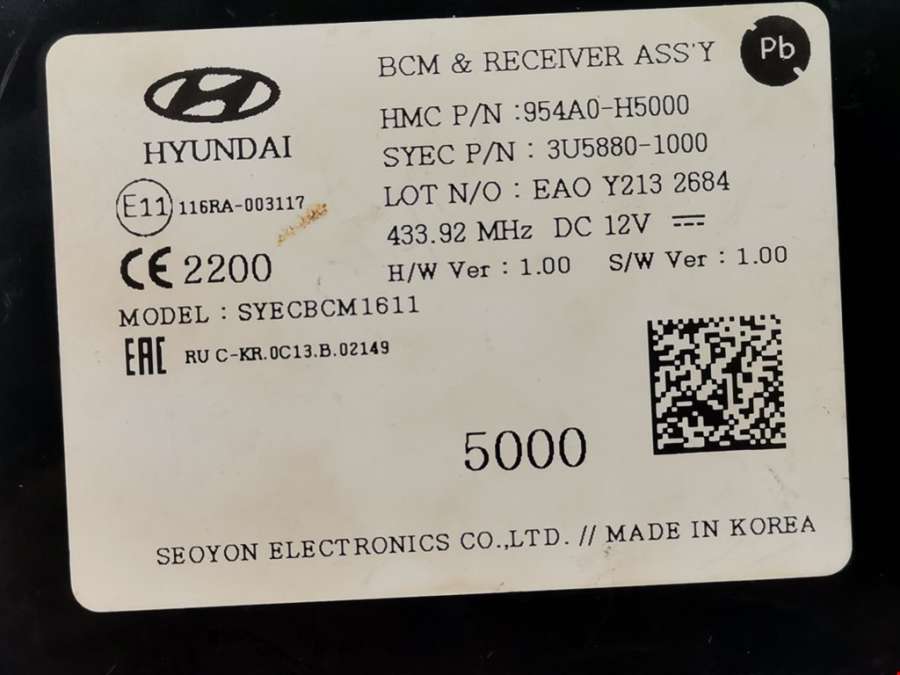 BCM & RECEIVER ASS'Y
Pb
HYUNDAI
HMC P/N :954A0-H5000
SYEC P/N : 3U5880-1000
LOT N/O : EAO Y213 2684
433.92 MHz DC 12V
H/W Ver : 1.00 S/W Ver : 1.00
E11 116RA-003117
CE 2200
MODEL : SYECBCM1611
EAC RU C-KR.0C13.B.02149
5000
SEOYON ELECTRONICS CO.,LTD. // MADE IN KOREA